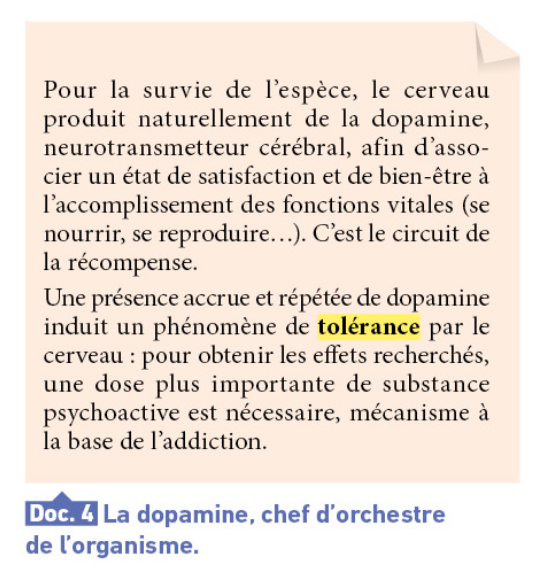 Pour la survie de l'espèce, le cerveau
produit naturellement de la dopamine,
neurotransmetteur cérébral, afin d'asso-
cier un état de satisfaction et de bien-être à
l'accomplissement des fonctions vitales (se
nourrir, se reproduire…). C'est le circuit de
la récompense.
Une présence accrue et répétée de dopamine
induit un phénomène de tolérance par le
cerveau : pour obtenir les effets recherchés,
une dose plus importante de substance
psychoactive est nécessaire, mécanisme à
la base de l'addiction.
Doc. 4 La dopamine, chef d'orchestre
de l'organisme.